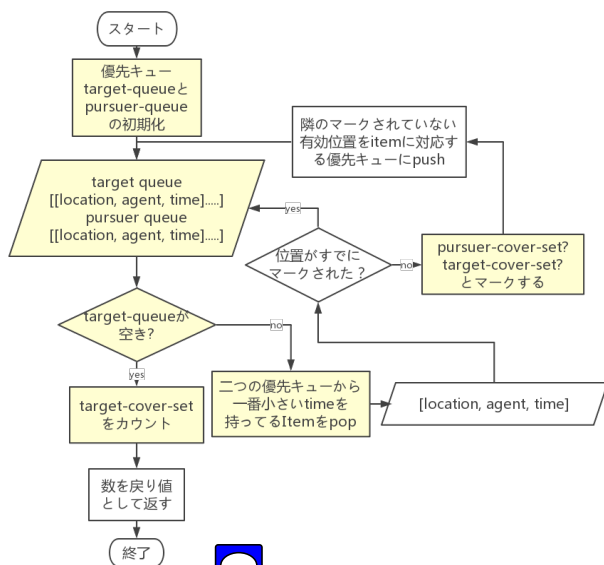 スタート
優先キュー
target-queueと
pursuer-queue
の初期化
隣のマークされていない
有効位置をitemに対応す
る優先キューにpush
target queue
[[location, agent, time].....]
pursuer queue
[[location, agent, time].....]
yes
位置がすでに
マークされた？
no
pursuer-cover-set?
target-cover-set?
とマークする
target-queueが
空き?
no
yes
二つの優先キューから
一番小さいtimeを
持ってるItemをpop
[location, agent, time]
target-cover-set
をカウント
数を戻り値
として返す
終了